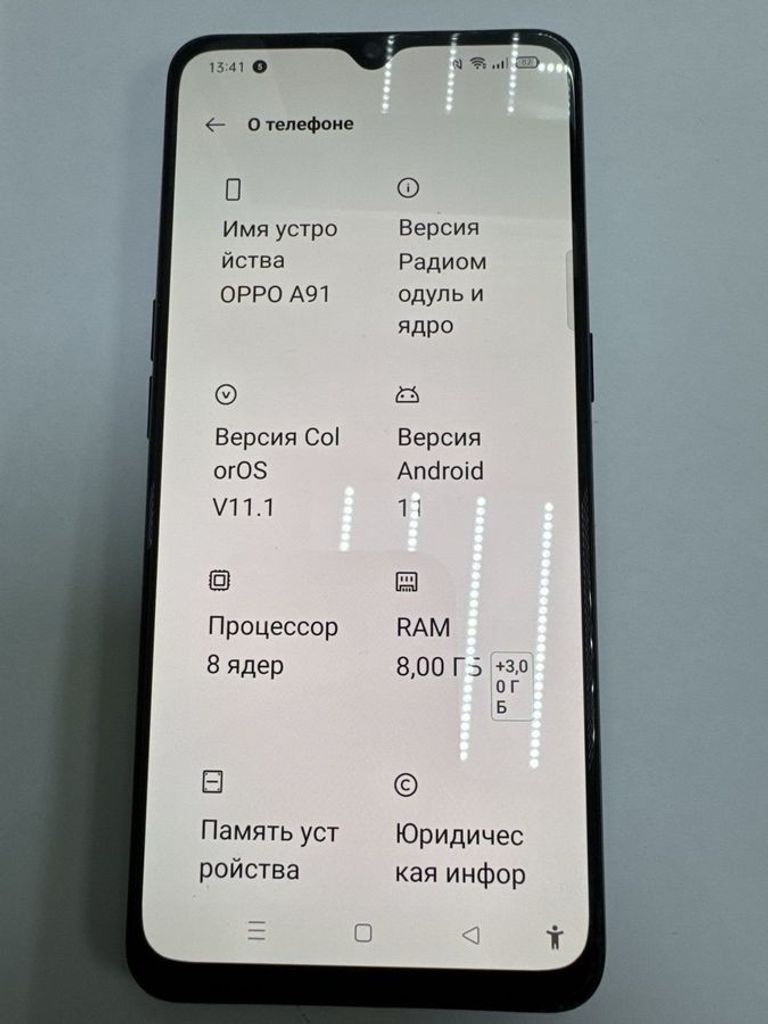 13:41
О телефоне
Имя устро
йства
OPPO A91
Версия
Радиом
одуль и
ядро
Версия Col
orOS
V11.1
Версия
Android
11
Процессор
8 ядер
RAM
8,00 ГБ
+3,0
0 Г
Б
Память уст
ройства
Юридичес
кая инфор